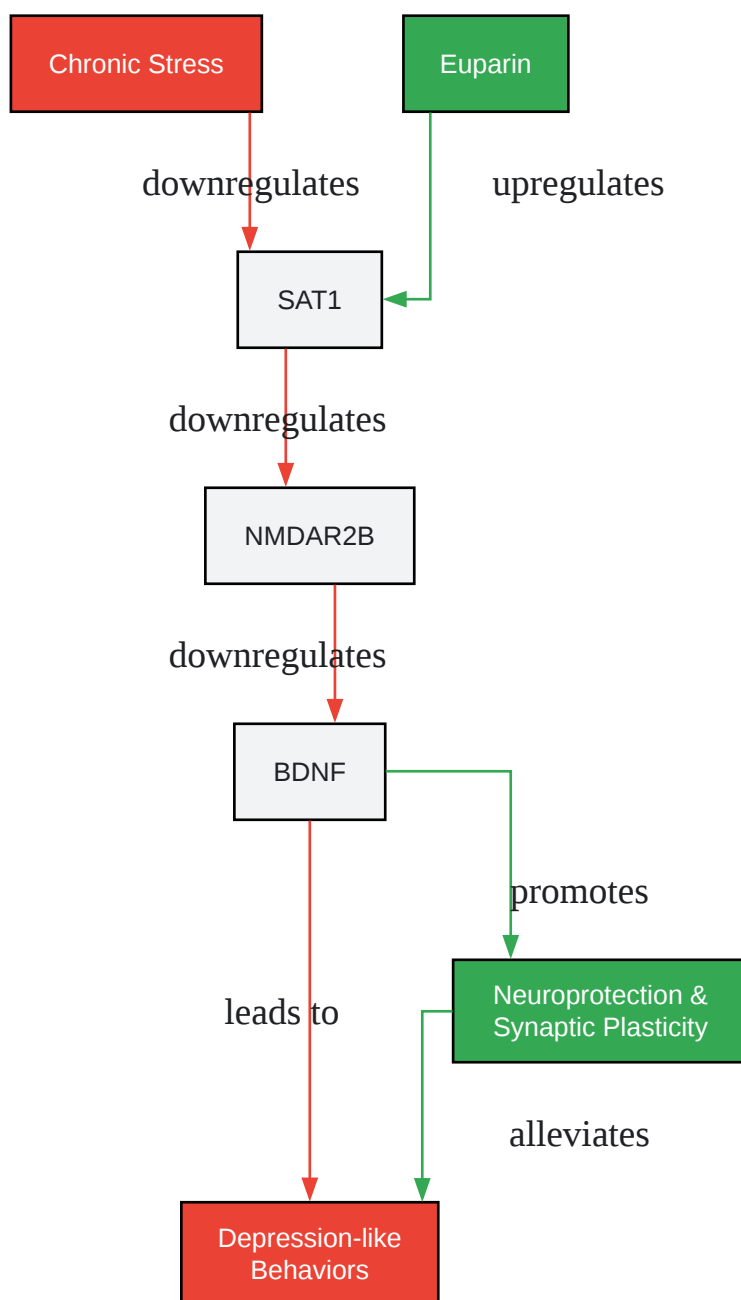 Chronic Stress
Euparin
downregulates
upregulates
SAT1
downregulates
NMDAR2B
downregulates
BDNF
promotes
Neuroprotection &
Synaptic Plasticity
leads to
alleviates
Depression-like
Behaviors